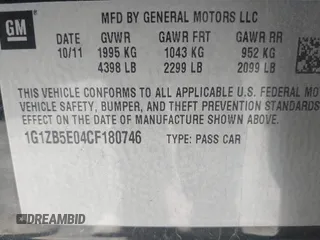 GM
MFD BY GENERAL MOTORS LLC
DATE GVWR GAWR FRT GAWR RR
10/11 1995 KG 1043 KG 952 KG
4398 LB 2299 LB 2099 LB
THIS VEHICLE CONFORMS TO ALL APPLICABLE U.S. FEDERAL MOTOR
VEHICLE SAFETY, BUMPER, AND THEFT PREVENTION STANDARDS
IN EFFECT ON THE DATE OF MANUFACTURE SHOWN ABOVE.
1G1ZB5E04CF180746 TYPE: PASS CAR
DREAMBID